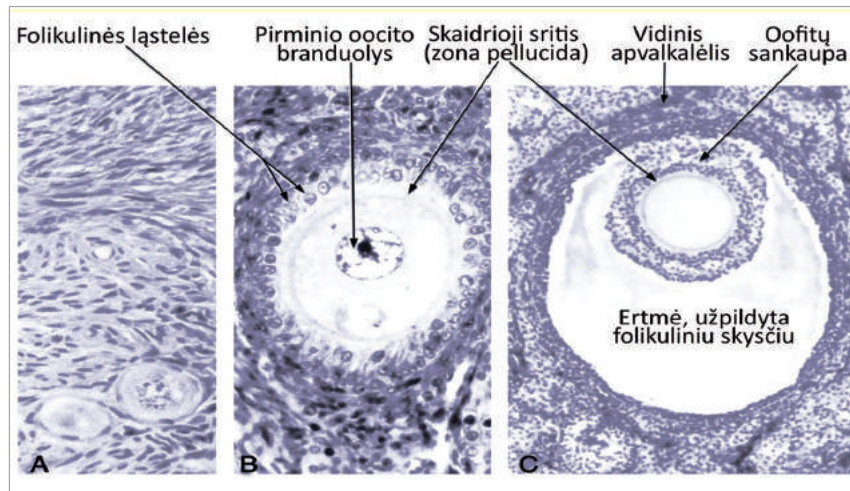 Folikulinės ląstelės
Pirminio oocito
branduolys
Skaidrioji sritis
(zona pellucida)
Vidinis
apvalkalėlis
Oofitų
sankaupa
Ertmė, užpildyta
folikuliniu skysčiu
A
B
C